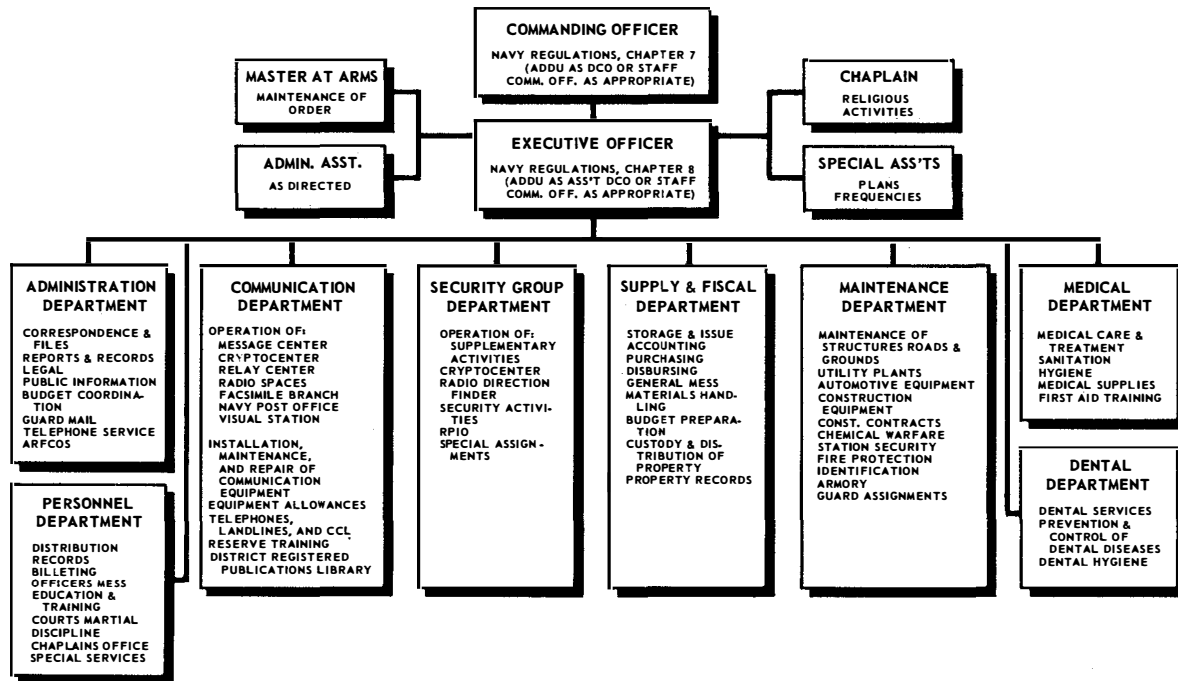 COMMANDING OFFICER
NAVY REGULATIONS, CHAPTER 7
(ADDU AS DCO OR STAFF
COMM. OFF. AS APPROPRIATE)
MASTER AT ARMS
MAINTENANCE OF
ORDER
CHAPLAIN
RELIGIOUS
ACTIVITIES
EXECUTIVE OFFICER
NAVY REGULATIONS, CHAPTER 8
(ADDU AS ASS'T DCO OR STAFF
COMM. OFF. AS APPROPRIATE)
ADMIN. ASST.
AS DIRECTED
SPECIAL ASS'TS
PLANS
FREQUENCIES
ADMINISTRATION
DEPARTMENT
CORRESPONDENCE &
FILES
REPORTS & RECORDS
LEGAL
PUBLIC INFORMATION
BUDGET COORDINA-
TION
GUARD MAIL
TELEPHONE SERVICE
ARFCOS
PERSONNEL
DEPARTMENT
DISTRIBUTION
RECORDS
BILLETING
OFFICERS MESS
EDUCATION &
TRAINING
COURTS MARTIAL
DISCIPLINE
CHAPLAINS OFFICE
SPECIAL SERVICES
COMMUNICATION
DEPARTMENT
OPERATION OF:
MESSAGE CENTER
CRYPTOCENTER
RELAY CENTER
RADIO SPACES
FACSIMILE BRANCH
NAVY POST OFFICE
VISUAL STATION
INSTALLATION,
MAINTENANCE,
AND REPAIR OF
COMMUNICATION
EQUIPMENT
EQUIPMENT ALLOWANCES
TELEPHONES,
LANDLINES, AND CCL
RESERVE TRAINING
DISTRICT REGISTERED
PUBLICATIONS LIBRARY
SECURITY GROUP
DEPARTMENT
OPERATION OF:
SUPPLEMENTARY
ACTIVITIES
CRYPTOCENTER
RADIO DIRECTION
FINDER
SECURITY ACTIVI-
TIES
RPIO
SPECIAL ASSIGN-
MENTS
SUPPLY & FISCAL
DEPARTMENT
STORAGE & ISSUE
ACCOUNTING
PURCHASING
DISBURSING
GENERAL MESS
MATERIALS HAND-
LING
BUDGET PREPARA-
TION
CUSTODY & DIS-
TRIBUTION OF
PROPERTY
PROPERTY RECORDS
MAINTENANCE
DEPARTMENT
MAINTENANCE OF
STRUCTURES ROADS &
GROUNDS
UTILITY PLANTS
AUTOMOTIVE EQUIPMENT
CONSTRUCTION
EQUIPMENT
CONST. CONTRACTS
CHEMICAL WARFARE
STATION SECURITY
FIRE PROTECTION
IDENTIFICATION
ARMORY
GUARD ASSIGNMENTS
MEDICAL
DEPARTMENT
MEDICAL CARE &
TREATMENT
SANITATION
HYGIENE
MEDICAL SUPPLIES
FIRST AID TRAINING
DENTAL
DEPARTMENT
DENTAL SERVICES
PREVENTION &
CONTROL OF
DENTAL DISEASES
DENTAL HYGIENE